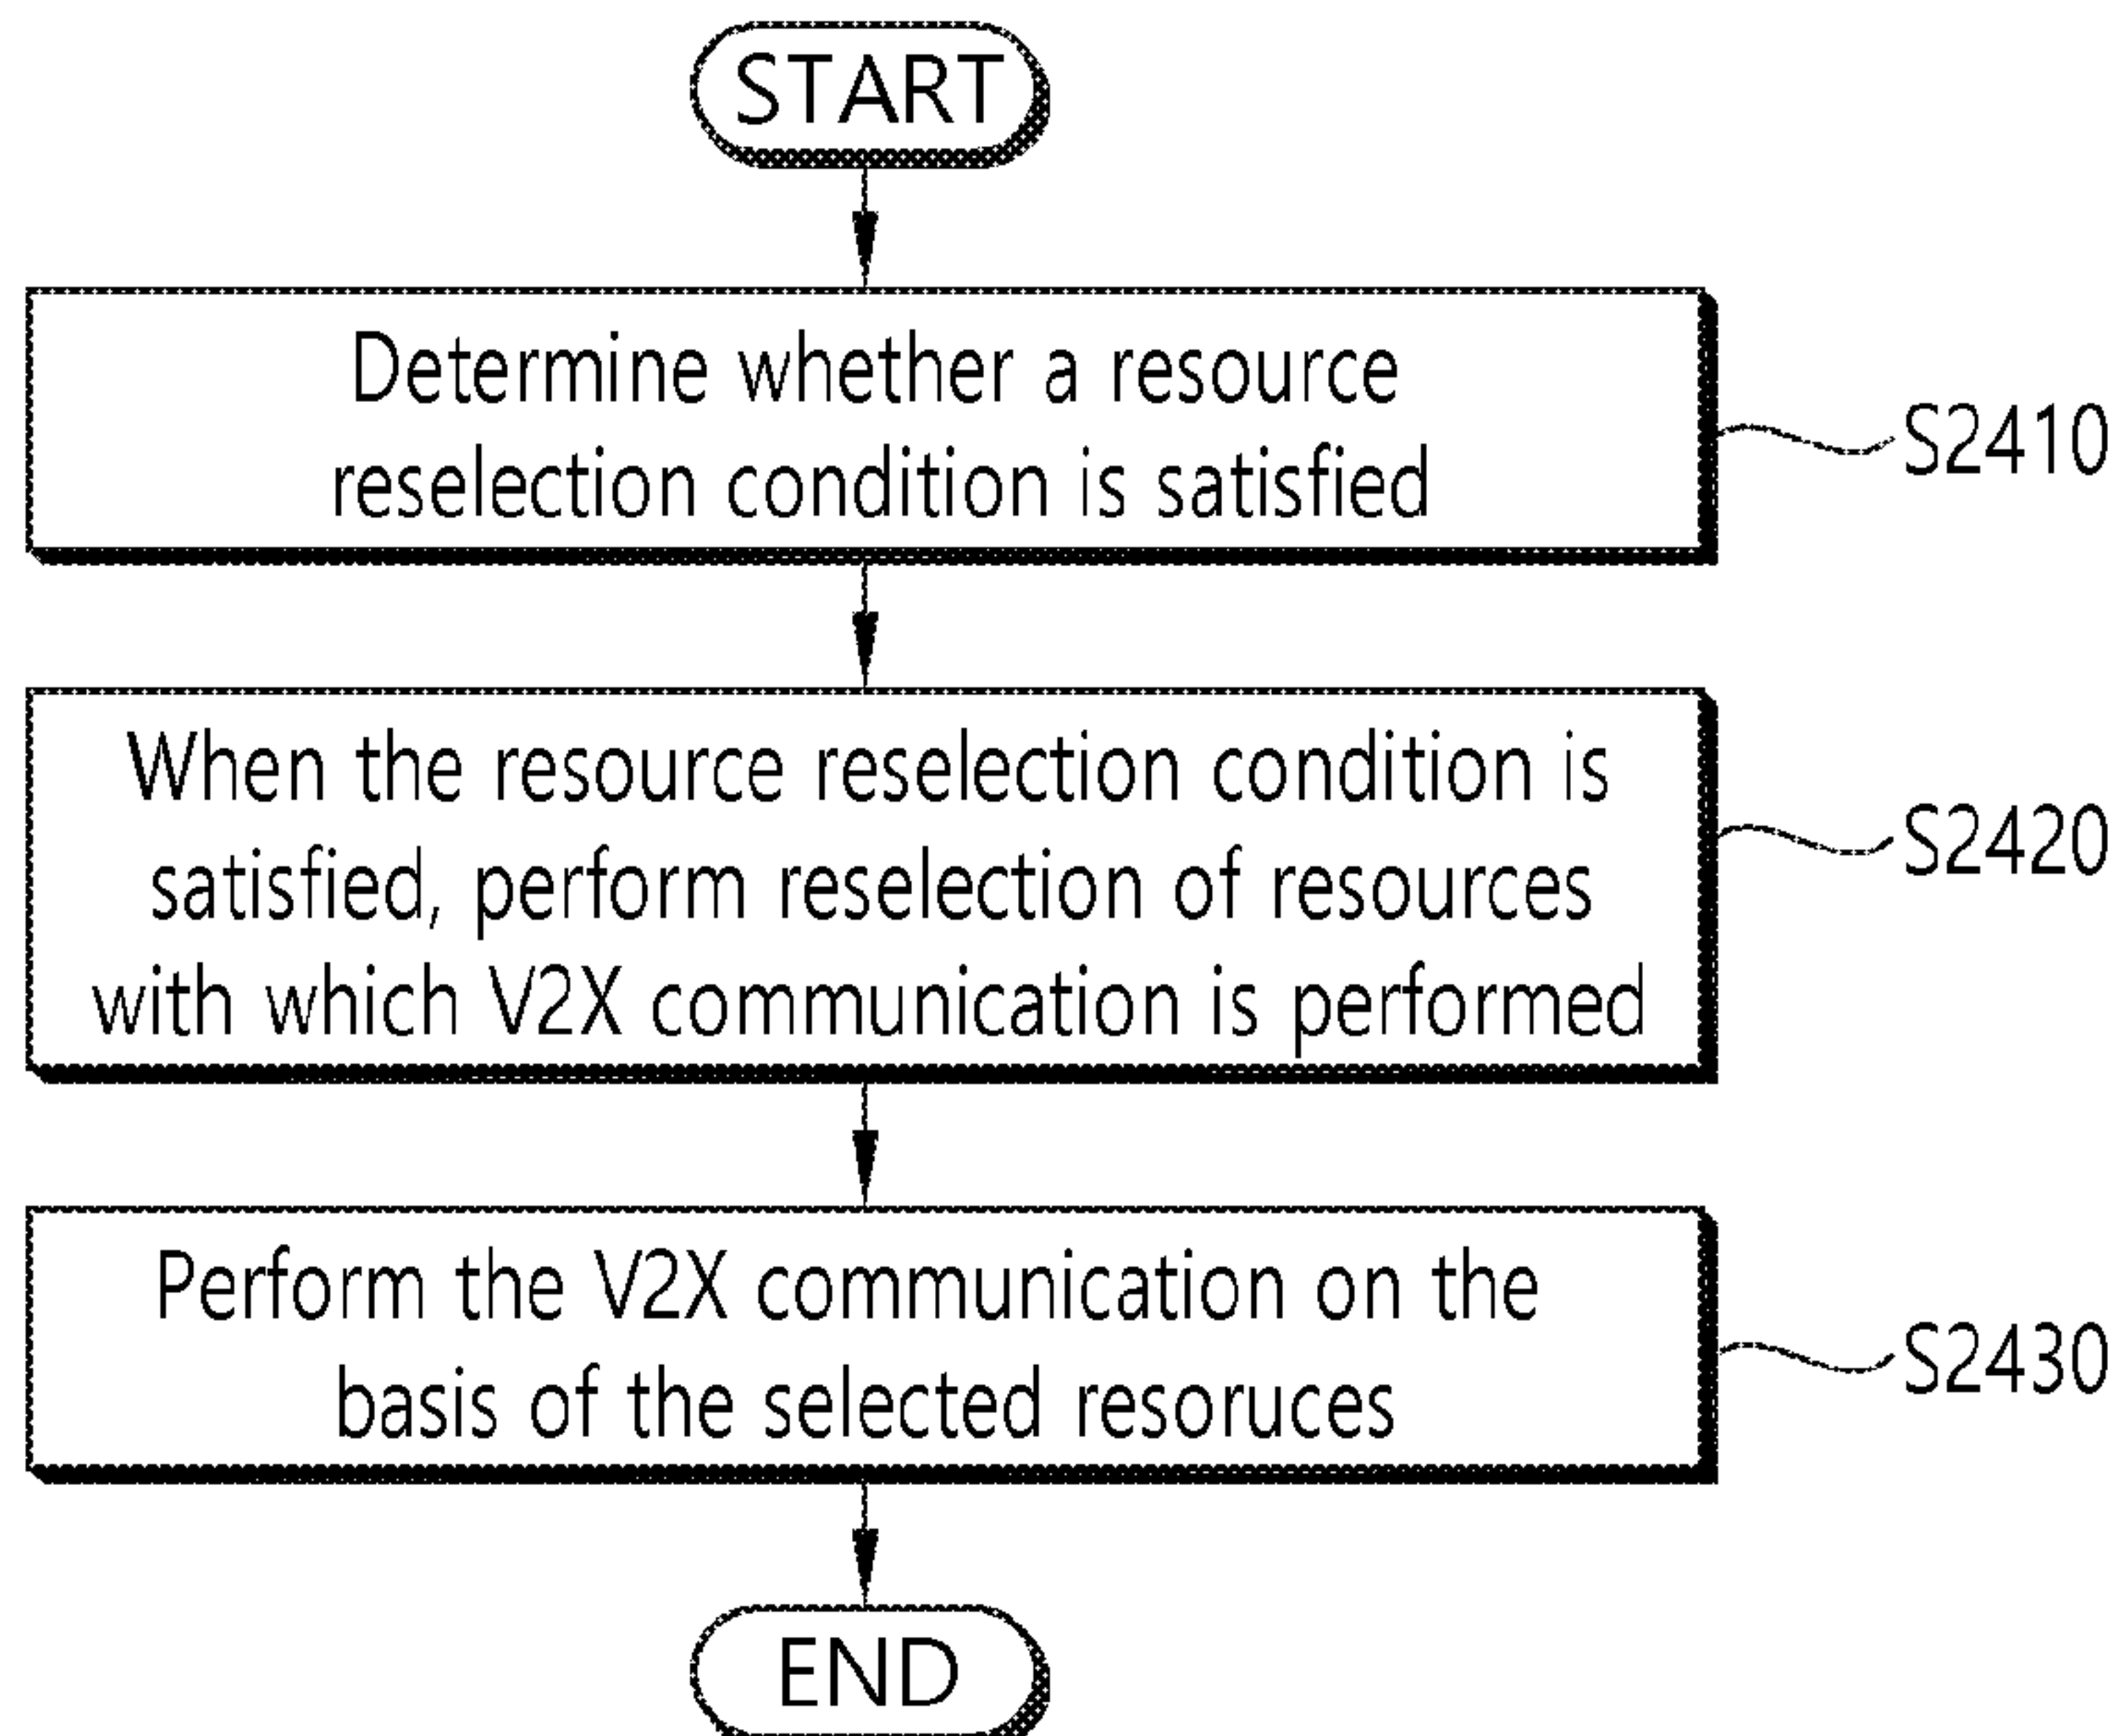 START
Determine whether a resource
reselection condition is satisfied
S2410
When the resource reselection condition is
satisfied, perform reselection of resources
with which V2X communication is performed
S2420
Perform the V2X communication on the
basis of the selected resoruces
S2430
END